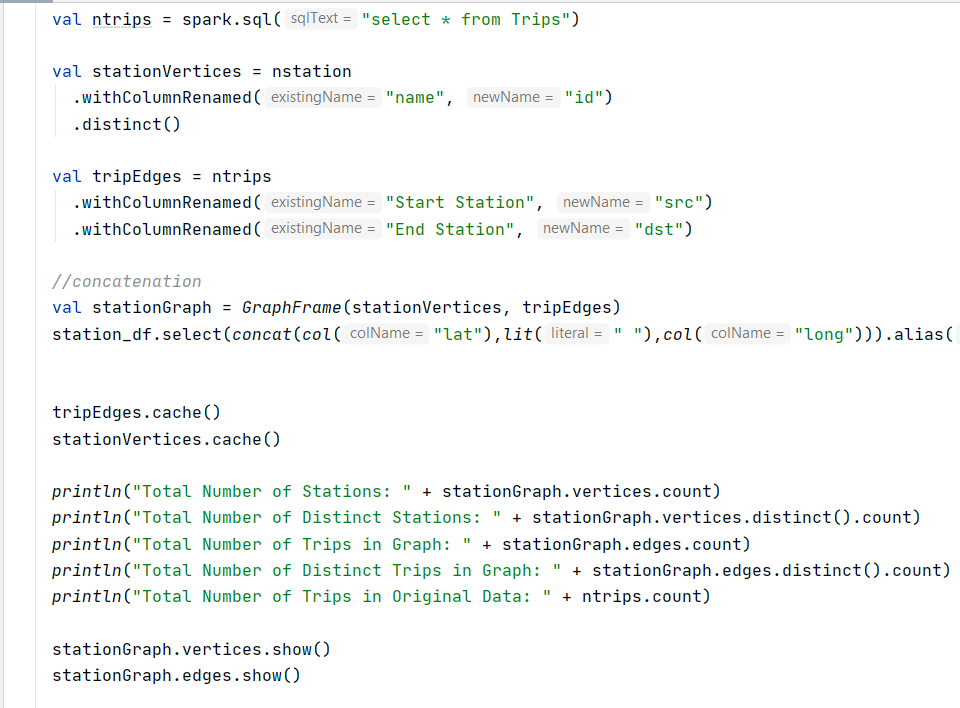 val ntrips = spark.sql( sqlText = "select * from Trips")
val stationVertices = nstation
.withColumnRenamed( existingName = "name", newName = "id")
.distinct()
val tripEdges = ntrips
.withColumnRenamed( existingName = "Start Station", newName = "src")
.withColumnRenamed( existingName = "End Station", newName = "dst")
//concatenation
val stationGraph = GraphFrame(stationVertices, tripEdges)
station_df.select(concat(col( colName = "lat"),lit( literal = " "),col( colName = "long"))).alias(
tripEdges.cache()
stationVertices.cache()
println("Total Number of Stations: " + stationGraph.vertices.count)
println("Total Number of Distinct Stations: " + stationGraph.vertices.distinct().count)
println("Total Number of Trips in Graph: " + stationGraph.edges.count)
println("Total Number of Distinct Trips in Graph: " + stationGraph.edges.distinct().count)
println("Total Number of Trips in Original Data: " + ntrips.count)
stationGraph.vertices.show()
stationGraph.edges.show()